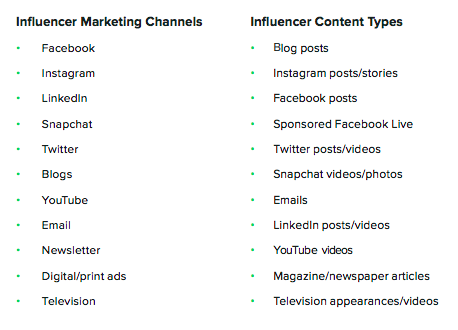 Influencer Marketing Channels
• Facebook
• Instagram
• LinkedIn
• Snapchat
• Twitter
• Blogs
• YouTube
• Email
• Newsletter
• Digital/print ads
• Television
Influencer Content Types
• Blog posts
• Instagram posts/stories
• Facebook posts
• Sponsored Facebook Live
• Twitter posts/videos
• Snapchat videos/photos
• Emails
• LinkedIn posts/videos
• YouTube videos
• Magazine/newspaper articles
• Television appearances/videos